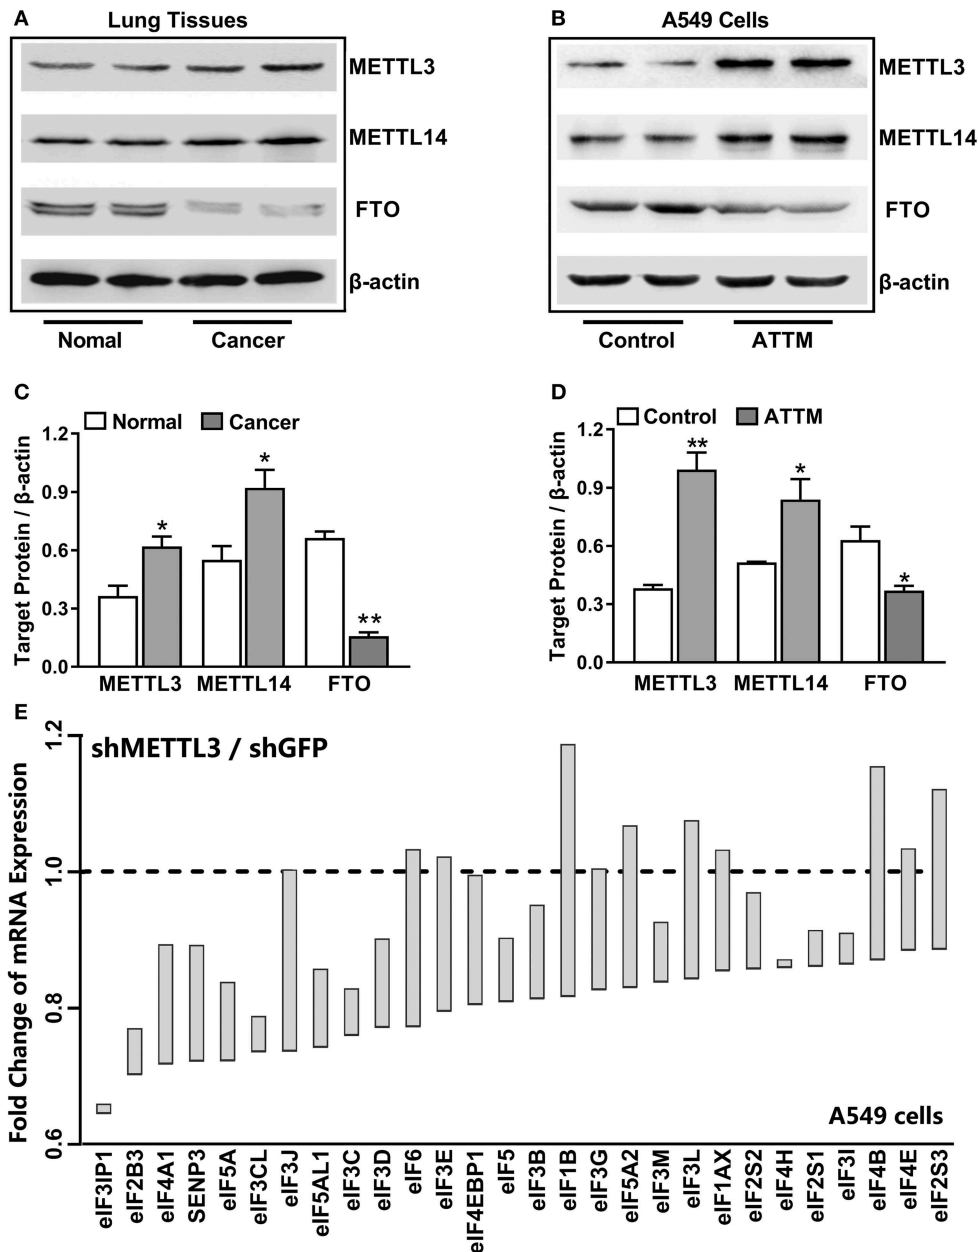 A Lung Tissues
METTL3
METTL14
FTO
β-actin
Nomal Cancer
B A549 Cells
METTL3
METTL14
FTO
β-actin
Control ATTM
C
Normal Cancer
Target Protein / β-actin
1.2
0.9
0.6
0.3
0.0
* * **
METTL3 METTL14 FTO
D
Control ATTM
Target Protein / β-actin
1.2
0.9
0.6
0.3
0.0
** * *
METTL3 METTL14 FTO
E
shMETTL3 / shGFP
Fold Change of mRNA Expression
1.2
1.0
0.8
0.6
A549 cells
eIF3IP1
eIF2B3
eIF4A1
SENP3
eIF5A
eIF3CL
eIF3J
eIF5AL1
eIF3C
eIF3D
eIF6
eIF3E
eIF4EBP1
eIF5
eIF3B
eIF1B
eIF3G
eIF5A2
eIF3M
eIF3L
eIF1AX
eIF2S2
eIF4H
eIF2S1
eIF3I
eIF4B
eIF4E
eIF2S3